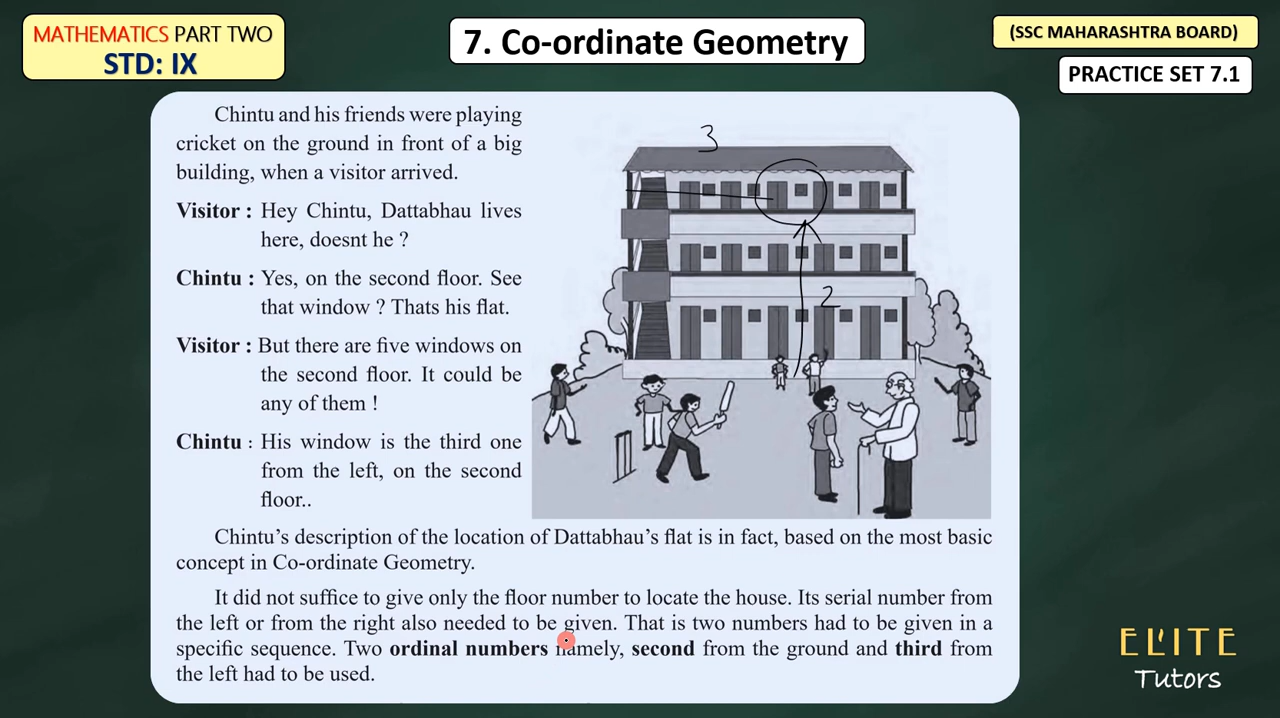 MATHEMATICS PART TWO
STD: IX
7. Co-ordinate Geometry
(SSC MAHARASHTRA BOARD)
PRACTICE SET 7.1
Chintu and his friends were playing
cricket on the ground in front of a big
building, when a visitor arrived.
Visitor : Hey Chintu, Dattabhau lives
here, doesnt he ?
Chintu : Yes, on the second floor. See
that window ? Thats his flat.
Visitor : But there are five windows on
the second floor. It could be
any of them !
Chintu : His window is the third one
from the left, on the second
floor..
3
2
Chintu's description of the location of Dattabhau's flat is in fact, based on the most basic
concept in Co-ordinate Geometry.
It did not suffice to give only the floor number to locate the house. Its serial number from
the left or from the right also needed to be given. That is two numbers had to be given in a
specific sequence. Two ordinal numbers namely, second from the ground and third from
the left had to be used.
ELITE
Tutors